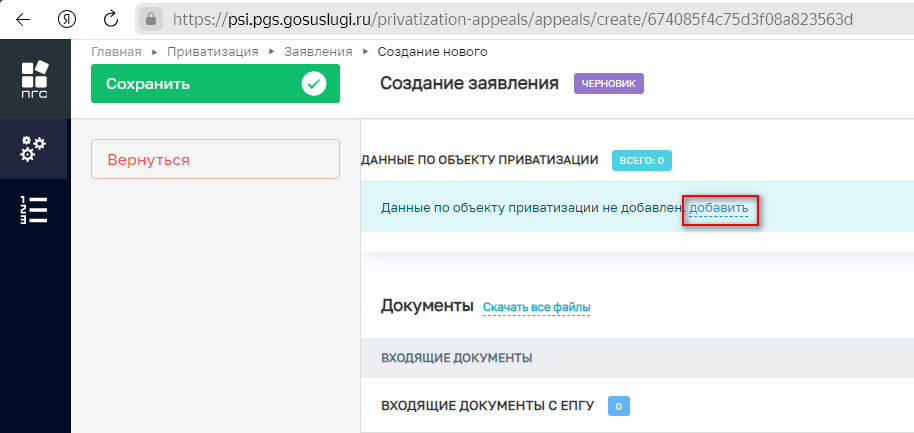 https://psi.pgs.gosuslugi.ru/privatization-appeals/appeals/create/674085f4c75d3f08a823563d
Главная ▸ Приватизация ▸ Заявления ▸ Создание нового
пгс
Сохранить
Создание заявления ЧЕРНОВИК
Вернуться
ДАННЫЕ ПО ОБЪЕКТУ ПРИВАТИЗАЦИИ ВСЕГО: 0
Данные по объекту приватизации не добавлен. добавить
Документы Скачать все файлы
ВХОДЯЩИЕ ДОКУМЕНТЫ
ВХОДЯЩИЕ ДОКУМЕНТЫ С ЕПГУ 0